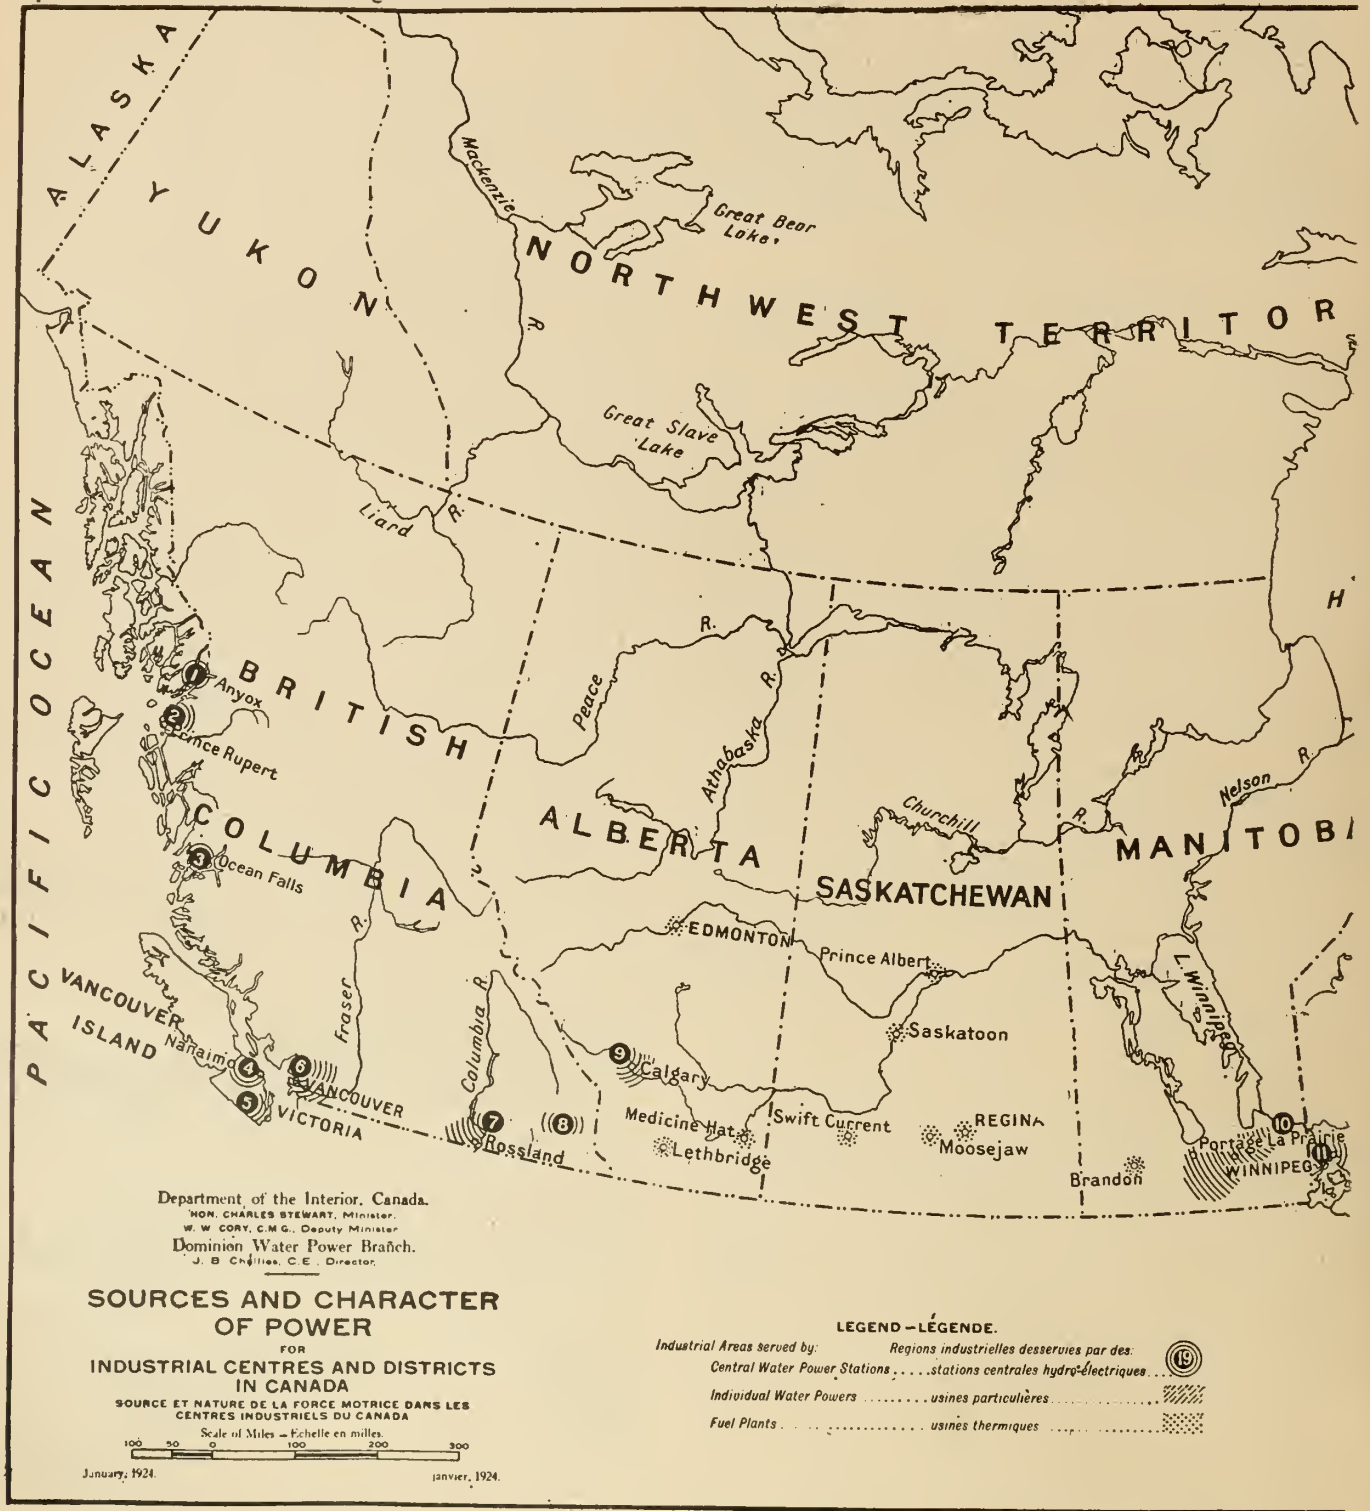 ALASKA
YUKON
Mackenzie
R.
Great Bear
Lake
NORTHWEST TERRITOR
Great Slave
Lake
Liard
R.
PACIFIC OCEAN
H
1
Anyox
2
Prince Rupert
BRITISH
COLUMBIA
3
Ocean Falls
Peace
R.
Athabaska
R.
ALBERTA
Churchill
R.
Nelson
R.
MANITOBA
SASKATCHEWAN
EDMONTON
Prince Albert
L. Winnipeg
VANCOUVER
ISLAND
Fraser
R.
Columbia
R.
Saskatoon
Nanaimo
4
5
6
VANCOUVER
VICTORIA
7
Rossland
8
9
Calgary
Medicine Hat
Lethbridge
Swift Current
REGINA
Moosejaw
Brandon
10
Portage La Prairie
WINNIPEG
11
Department of the Interior, Canada.
HON. CHARLES STEWART, Minister.
W. W. CORY, C.M.G., Deputy Minister
Dominion Water Power Branch.
J. B. Challies, C.E. Director.
SOURCES AND CHARACTER
OF POWER
FOR
INDUSTRIAL CENTRES AND DISTRICTS
IN CANADA
SOURCE ET NATURE DE LA FORCE MOTRICE DANS LES
CENTRES INDUSTRIELS DU CANADA
Scale of Miles – Echelle en milles.
100 50 0 100 200 300
January, 1924. janvier, 1924.
LEGEND – LÉGENDE.
Industrial Areas served by: Regions industrielles desservies par des:
Central Water Power Stations ..... stations centrales hydro-électriques.... 19
Individual Water Powers ........ usines particulières
Fuel Plants ........ usines thermiques